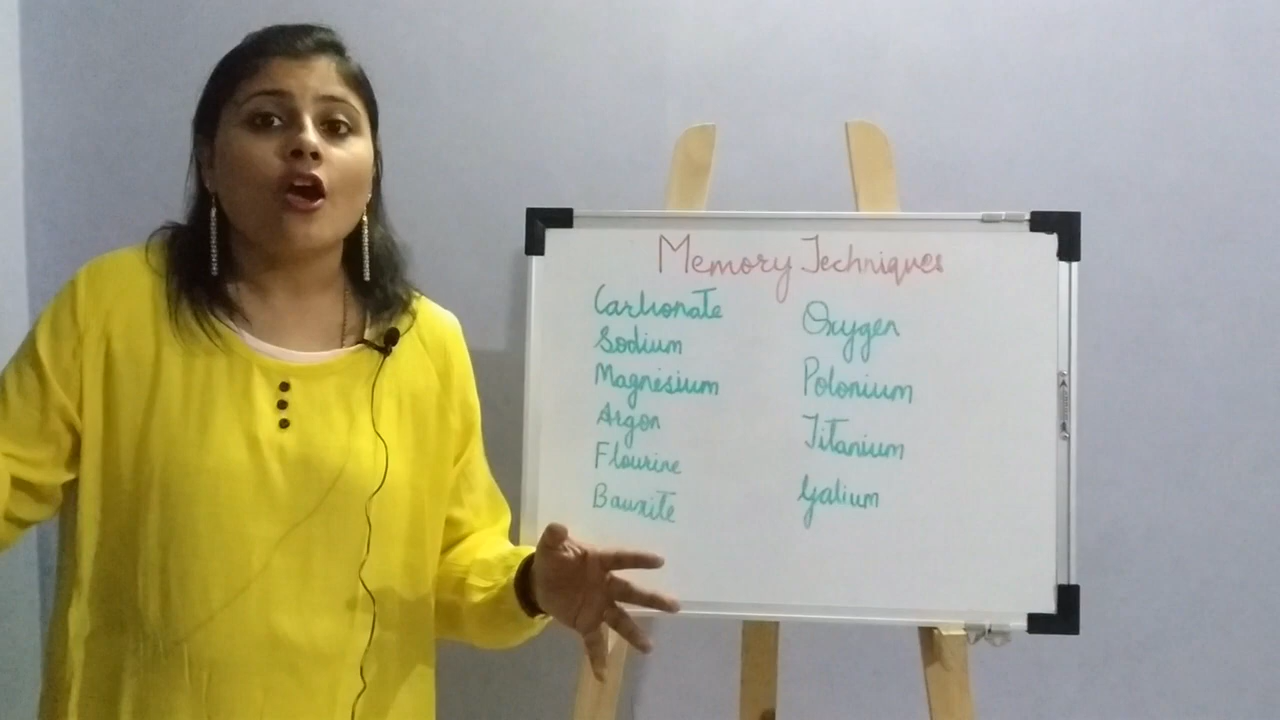 Memory Techniques
Carbonate
Sodium
Magnesium
Argon
Flourine
Bauxite
Oxygen
Polonium
Titanium
Galium